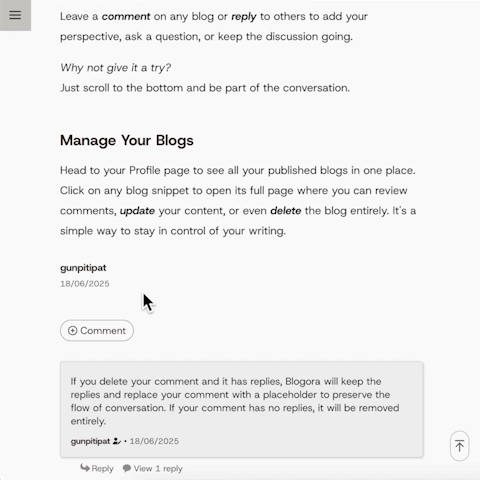 Leave a comment on any blog or reply to others to add your
perspective, ask a question, or keep the discussion going.
Why not give it a try?
Just scroll to the bottom and be part of the conversation.
Manage Your Blogs
Head to your Profile page to see all your published blogs in one place.
Click on any blog snippet to open its full page where you can review
comments, update your content, or even delete the blog entirely. It's a
simple way to stay in control of your writing.
gunpitipat
18/06/2025
Comment
If you delete your comment and it has replies, Blogora will keep the
replies and replace your comment with a placeholder to preserve the
flow of conversation. If your comment has no replies, it will be removed
entirely.
gunpitipat • 18/06/2025
Reply View 1 reply